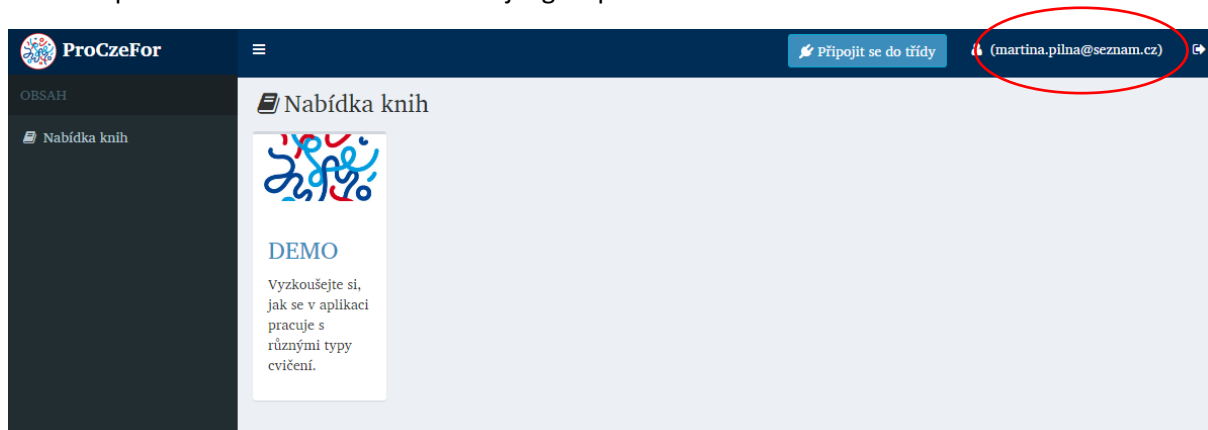 ProCzeFor
Připojit se do třídy
(martina.pilna@seznam.cz)
OBSAH
Nabídka knih
Nabídka knih
DEMO
Vyzkoušejte si,
jak se v aplikaci
pracuje s
různými typy
cvičení.